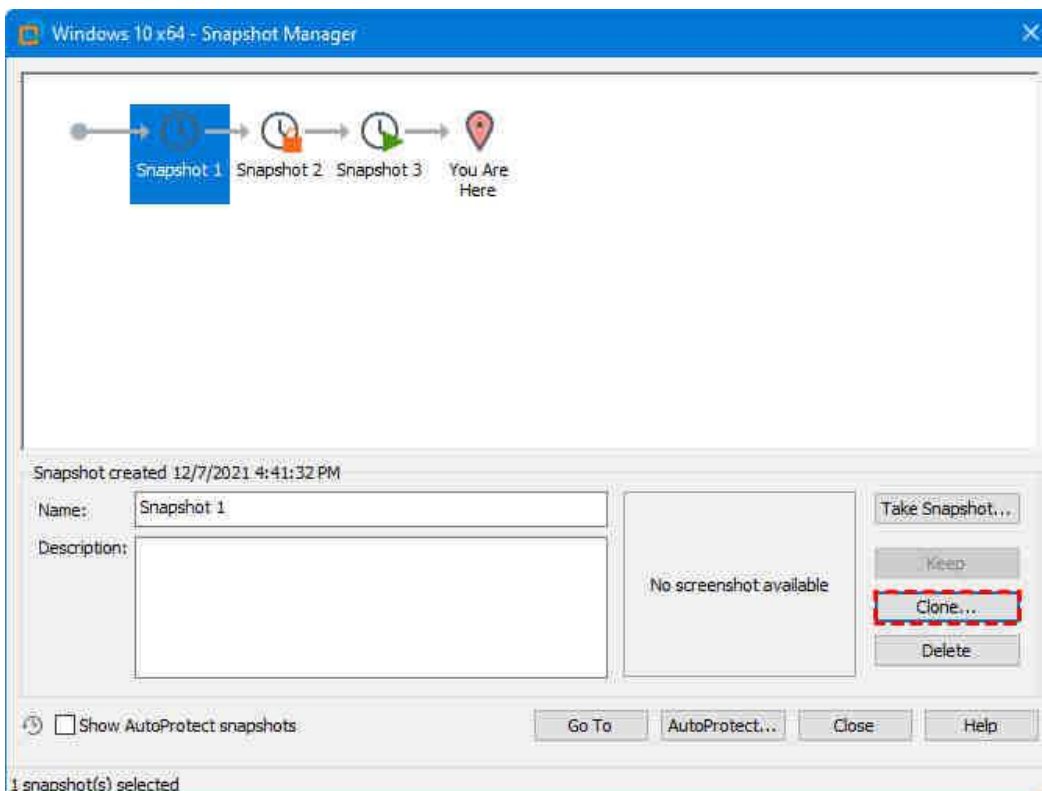 Windows 10 x64 - Snapshot Manager
Snapshot 1 Snapshot 2 Snapshot 3 You Are
Here
Snapshot created 12/7/2021 4:41:32 PM
Name: Snapshot 1
Take Snapshot...
Description:
Keep
No screenshot available
Clone...
Delete
Show AutoProtect snapshots Go To AutoProtect... Close Help
1 snapshot(s) selected